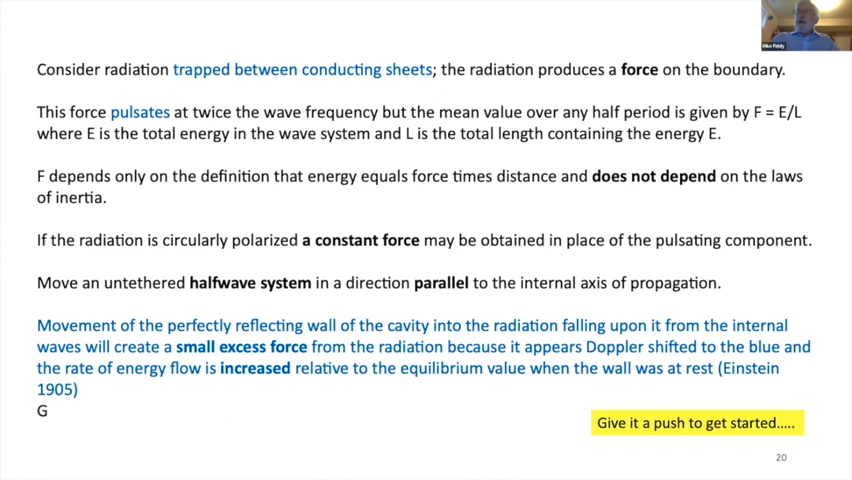 Mike Fiddy
Consider radiation trapped between conducting sheets; the radiation produces a force on the boundary.
This force pulsates at twice the wave frequency but the mean value over any half period is given by F = E/L
where E is the total energy in the wave system and L is the total length containing the energy E.
F depends only on the definition that energy equals force times distance and does not depend on the laws
of inertia.
If the radiation is circularly polarized a constant force may be obtained in place of the pulsating component.
Move an untethered halfwave system in a direction parallel to the internal axis of propagation.
Movement of the perfectly reflecting wall of the cavity into the radiation falling upon it from the internal
waves will create a small excess force from the radiation because it appears Doppler shifted to the blue and
the rate of energy flow is increased relative to the equilibrium value when the wall was at rest (Einstein
1905)
G
Give it a push to get started.....
20